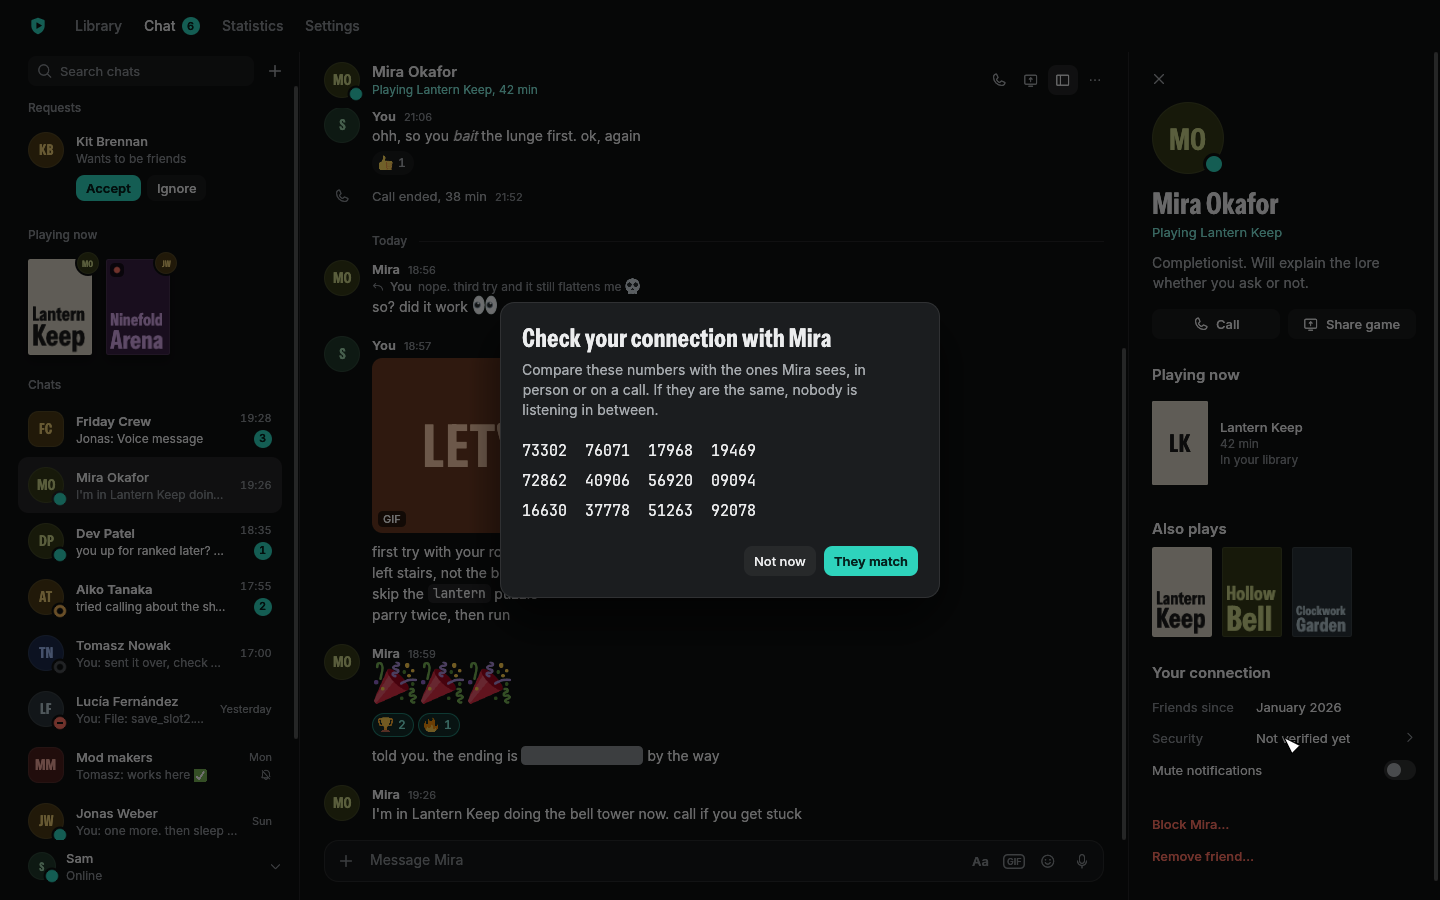 Library
Chat 6
Statistics
Settings
Search chats
Requests
KB
Kit Brennan
Wants to be friends
Accept
Ignore
Playing now
MO
Lantern
Keep
JW
Ninefold
Arena
Chats
FC
Friday Crew
19:28
Jonas: Voice message
3
MO
Mira Okafor
19:26
I'm in Lantern Keep doin...
DP
Dev Patel
18:35
you up for ranked later? ...
1
AT
Aiko Tanaka
17:55
tried calling about the sh...
2
TN
Tomasz Nowak
17:00
You: sent it over, check ...
LF
Lucía Fernández
Yesterday
You: File: save_slot2....
MM
Mod makers
Mon
Tomasz: works here ✅
JW
Jonas Weber
Sun
You: one more. then sleep ...
S
Sam
Online
MO
Mira Okafor
Playing Lantern Keep, 42 min
S
You 21:06
ohh, so you bait the lunge first. ok, again
👍 1
Call ended, 38 min 21:52
Today
MO
Mira 18:56
You nope. third try and it still flattens me 💀
so? did it work 👀
S
You 18:57
LET'
GIF
first try with your ro
left stairs, not the b
skip the lantern puzzle
parry twice, then run
MO
Mira 18:59
🎉🎉🎉
🏆 2
🔥 1
told you. the ending is by the way
MO
Mira 19:26
I'm in Lantern Keep doing the bell tower now. call if you get stuck
Message Mira
Aa
GIF
Check your connection with Mira
Compare these numbers with the ones Mira sees, in
person or on a call. If they are the same, nobody is
listening in between.
73302 76071 17968 19469
72862 40906 56920 09094
16630 37778 51263 92078
Not now
They match
MO
Mira Okafor
Playing Lantern Keep
Completionist. Will explain the lore
whether you ask or not.
Call
Share game
Playing now
LK
Lantern Keep
42 min
In your library
Also plays
Lantern
Keep
Hollow
Bell
Clockwork
Garden
Your connection
Friends since
January 2026
Security
Not verified yet
Mute notifications
Block Mira...
Remove friend...